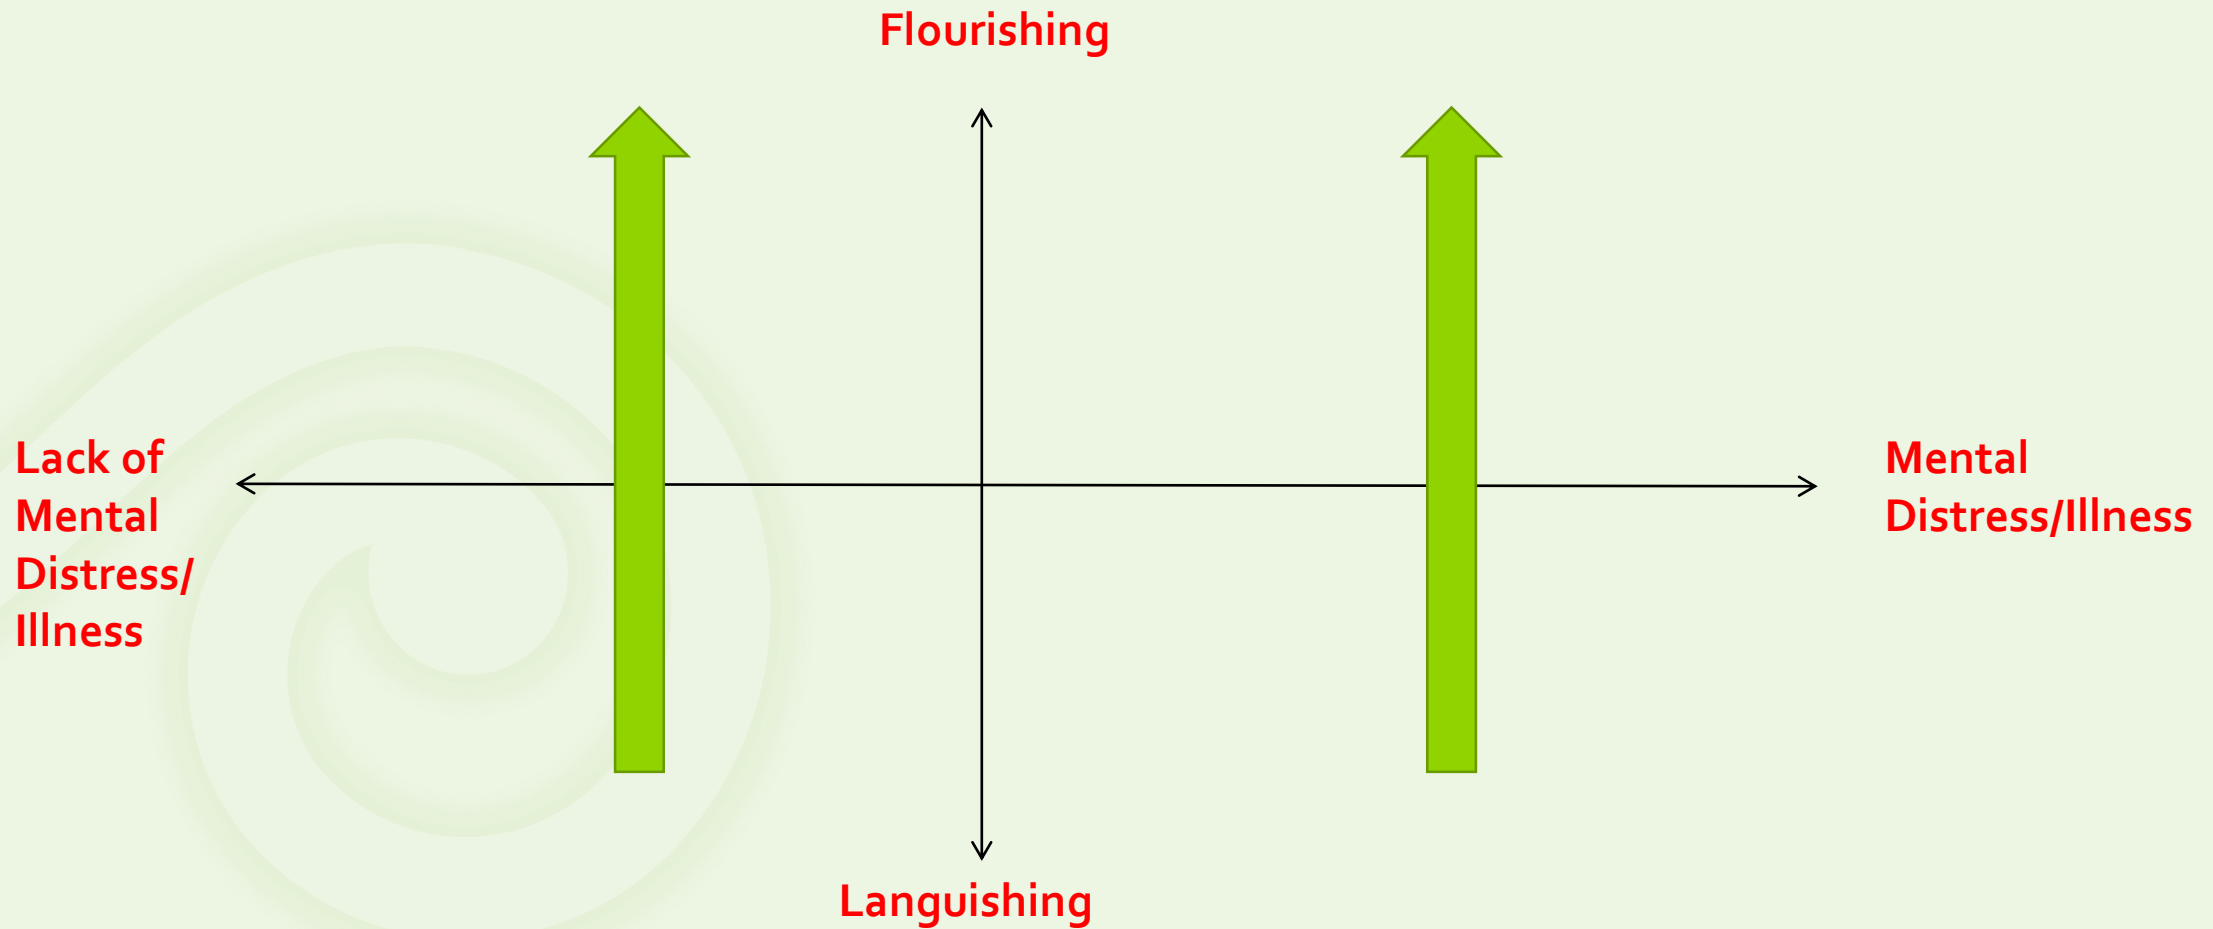 Flourishing
Lack of
Mental
Distress/
Illness
Mental
Distress/Illness
Languishing